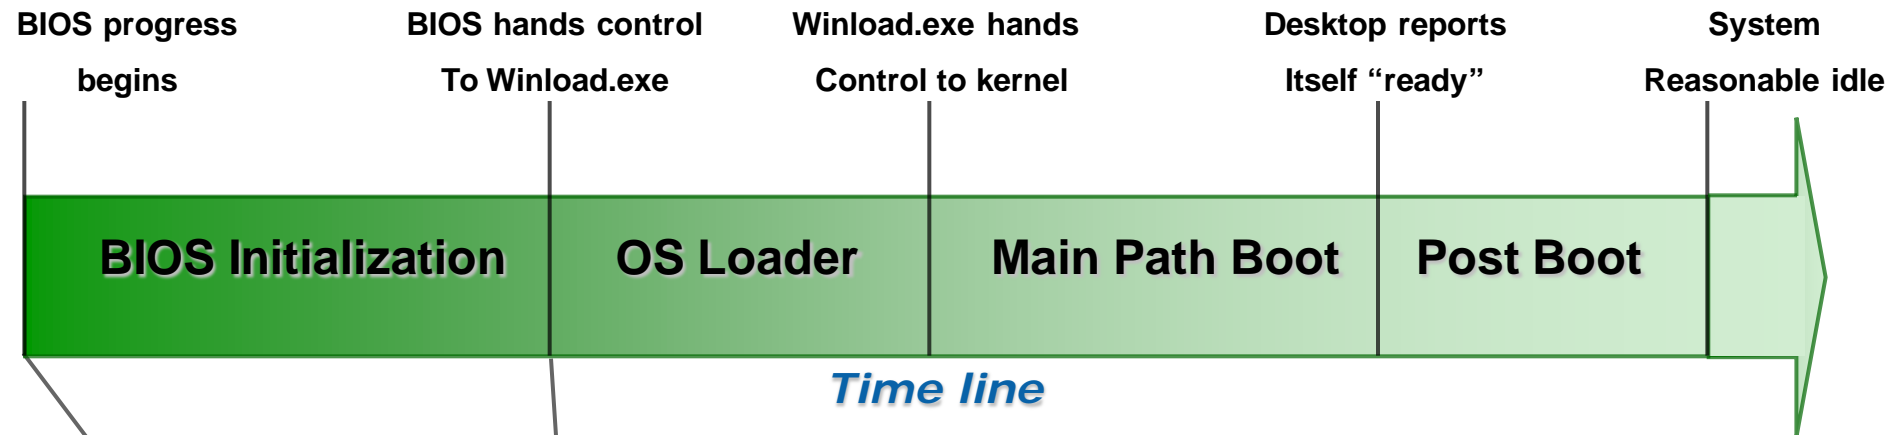 BIOS progress
begins
BIOS hands control
To Winload.exe
Winload.exe hands
Control to kernel
Desktop reports
Itself “ready”
System
Reasonable idle
BIOS Initialization
OS Loader
Main Path Boot
Post Boot
Time line